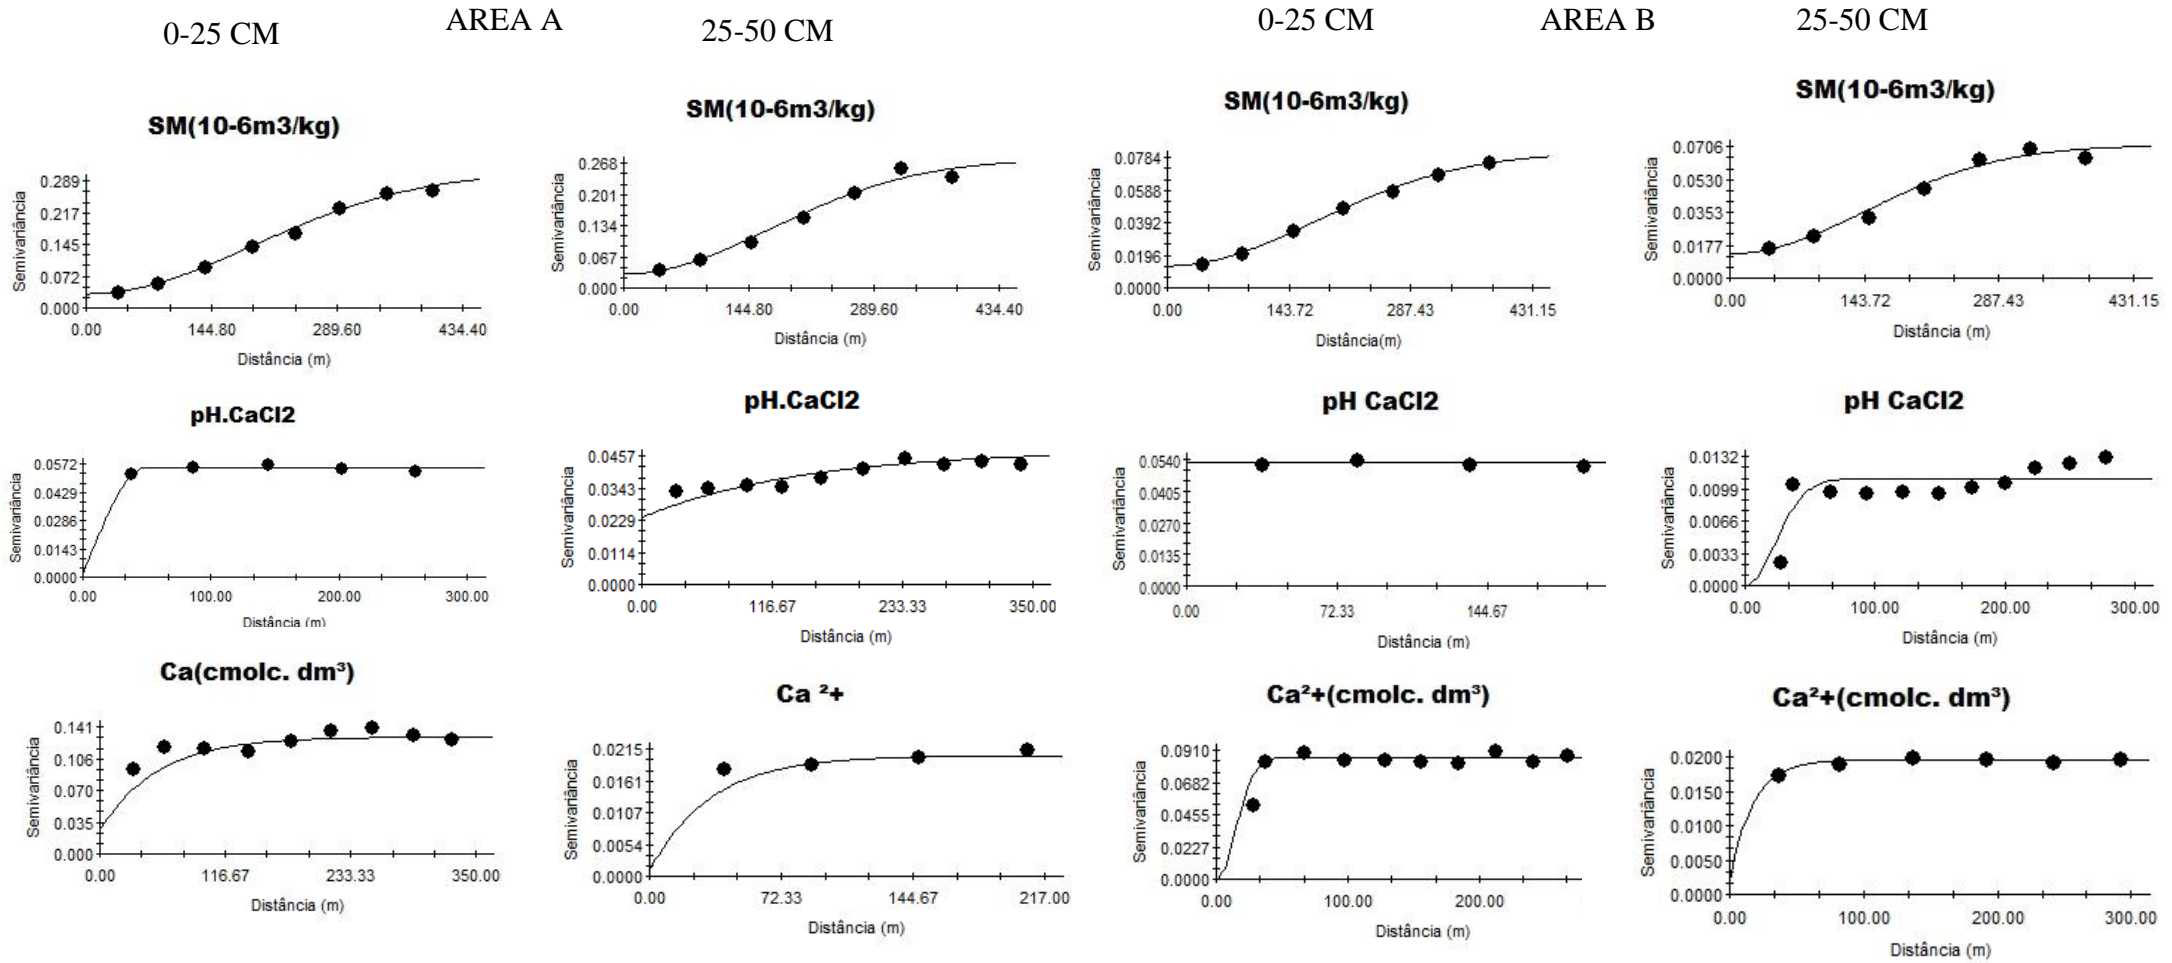 AREA A
AREA B
0-25 CM
25-50 CM
0-25 CM
25-50 CM
SM(10-6m3/kg)
Semivariância
0.289
0.217
0.145
0.072
0.000
0.00 144.80 289.60 434.40
Distância (m)
SM(10-6m3/kg)
Semivariância
0.268
0.201
0.134
0.067
0.000
0.00 144.80 289.60 434.40
Distância (m)
SM(10-6m3/kg)
Semivariância
0.0784
0.0588
0.0392
0.0196
0.0000
0.00 143.72 287.43 431.15
Distância(m)
SM(10-6m3/kg)
Semivariância
0.0706
0.0530
0.0353
0.0177
0.0000
0.00 143.72 287.43 431.15
Distância (m)
pH.CaCl2
Semivariância
0.0572
0.0429
0.0286
0.0143
0.0000
0.00 100.00 200.00 300.00
Distância (m)
pH.CaCl2
Semivariância
0.0457
0.0343
0.0229
0.0114
0.0000
0.00 116.67 233.33 350.00
Distância (m)
pH CaCl2
Semivariância
0.0540
0.0405
0.0270
0.0135
0.0000
0.00 72.33 144.67
Distância (m)
pH CaCl2
Semivariância
0.0132
0.0099
0.0066
0.0033
0.0000
0.00 100.00 200.00 300.00
Distância (m)
Ca(cmolc. dm³)
Semivariância
0.141
0.106
0.070
0.035
0.000
0.00 116.67 233.33 350.00
Distância (m)
Ca ²+
Semivariância
0.0215
0.0161
0.0107
0.0054
0.0000
0.00 72.33 144.67 217.00
Distância (m)
Ca²+(cmolc. dm³)
Semivariância
0.0910
0.0682
0.0455
0.0227
0.0000
0.00 100.00 200.00
Distância (m)
Ca²+(cmolc. dm³)
Semivariância
0.0200
0.0150
0.0100
0.0050
0.0000
0.00 100.00 200.00 300.00
Distância (m)